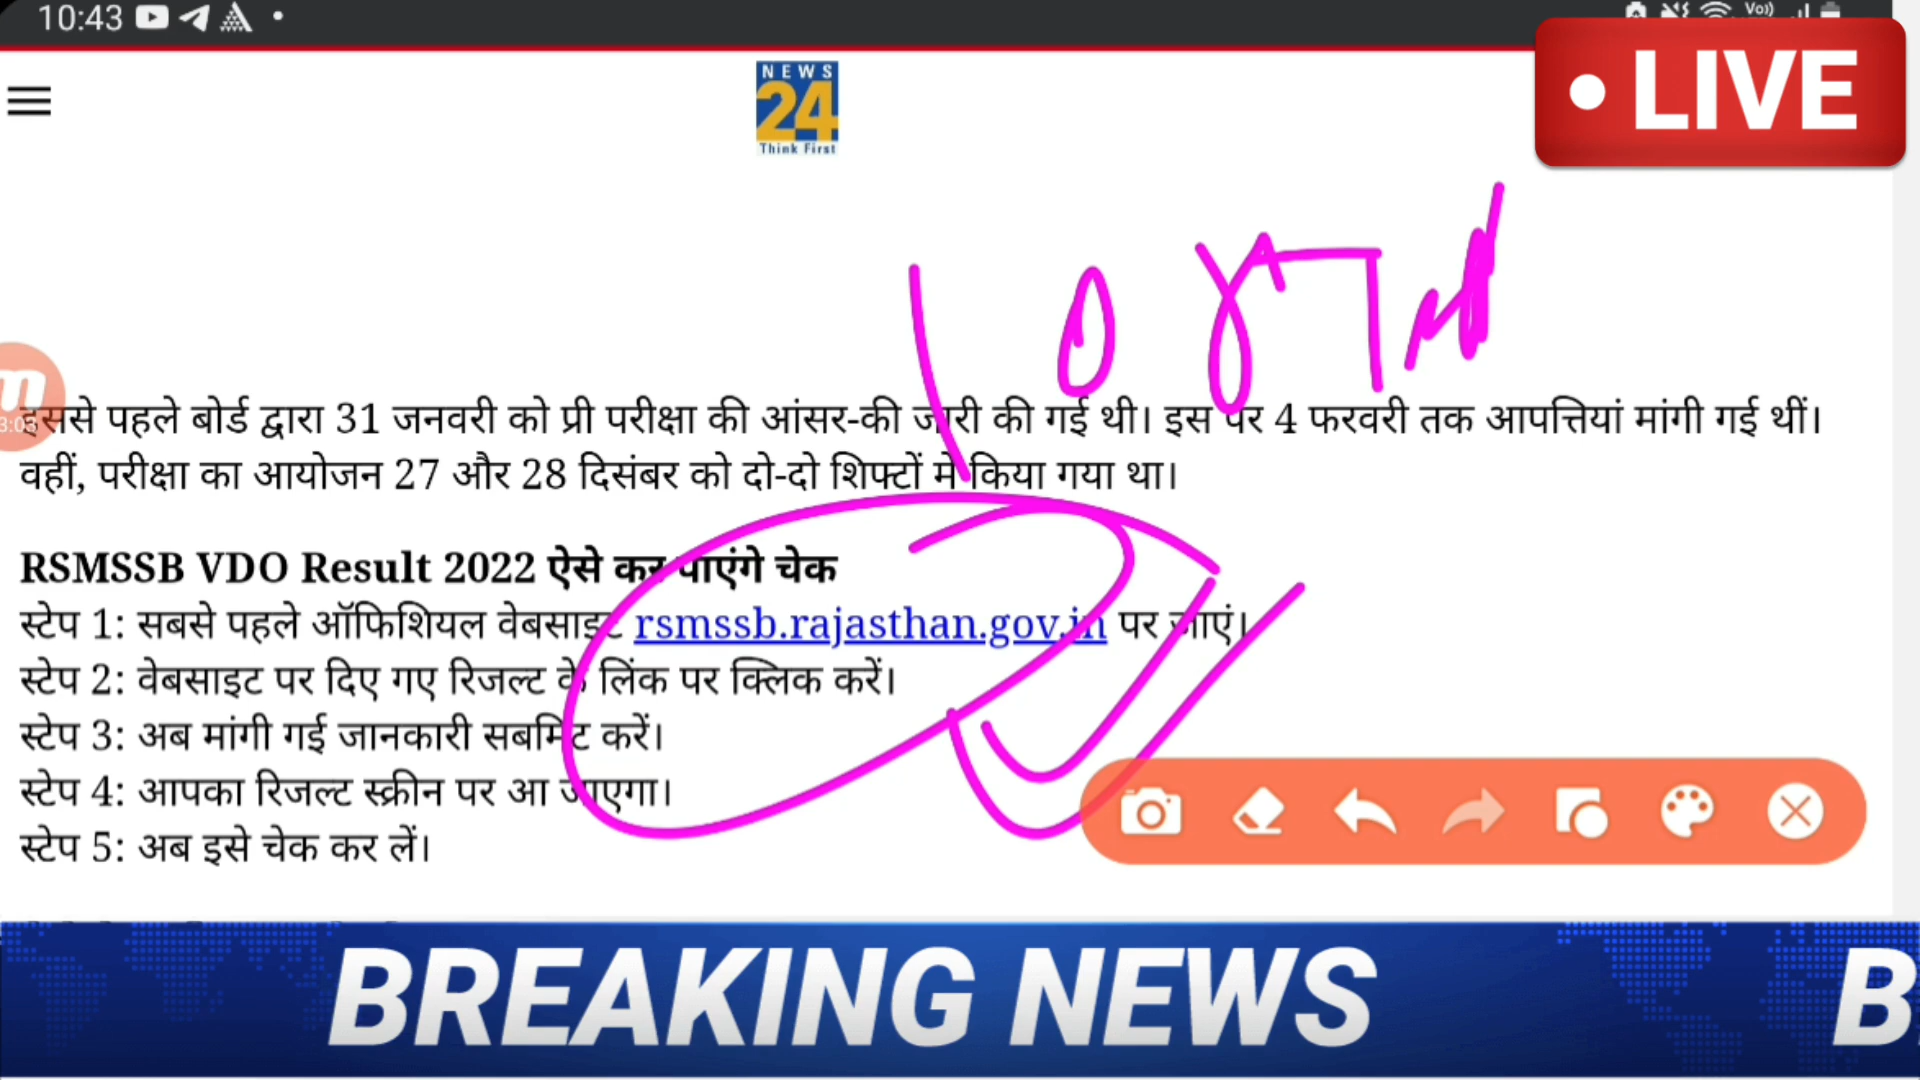 10:43
Vo))
LIVE
NEWS
24
Think First
10
इससे पहले बोर्ड द्वारा 31 जनवरी को प्री परीक्षा की आंसर-की जारी की गई थी। इस पर 4 फरवरी तक आपत्तियां मांगी गई थीं।
वहीं, परीक्षा का आयोजन 27 और 28 दिसंबर को दो-दो शिफ्टों में किया गया था।
RSMSSB VDO Result 2022 ऐसे कर पाएंगे चेक
स्टेप 1: सबसे पहले ऑफिशियल वेबसाइट rsmssb.rajasthan.gov.in पर जाएं।
स्टेप 2: वेबसाइट पर दिए गए रिजल्ट के लिंक पर क्लिक करें।
स्टेप 3: अब मांगी गई जानकारी सबमिट करें।
स्टेप 4: आपका रिजल्ट स्क्रीन पर आ जाएगा।
स्टेप 5: अब इसे चेक कर लें।
BREAKING NEWS B